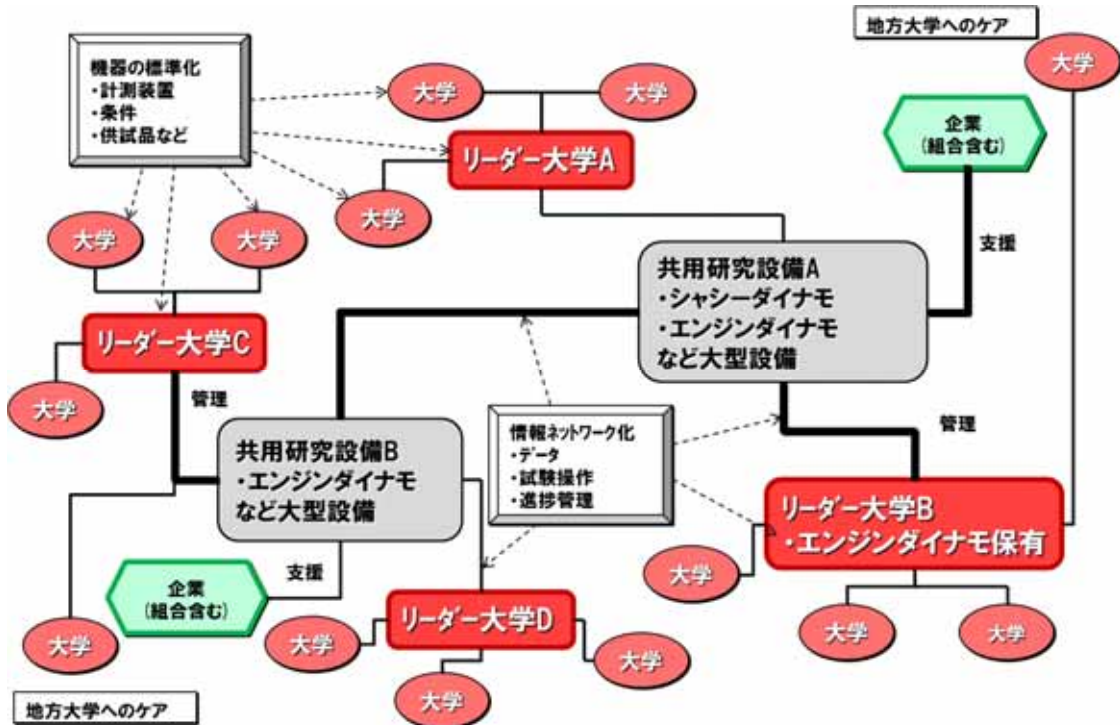 地方大学へのケア
機器の標準化
・計測装置
・条件
・供試品など
大学
大学
大学
企業
(組合含む)
リーダー大学A
大学
大学
大学
支援
共用研究設備A
・シャシーダイナモ
・エンジンダイナモ
など大型設備
リーダー大学C
大学
管理
情報ネットワーク化
・データ
・試験操作
・進捗管理
管理
共用研究設備B
・エンジンダイナモ
など大型設備
リーダー大学B
・エンジンダイナモ保有
支援
大学
企業
(組合含む)
リーダー大学D
大学
大学
大学
大学
大学
大学
大学
地方大学へのケア